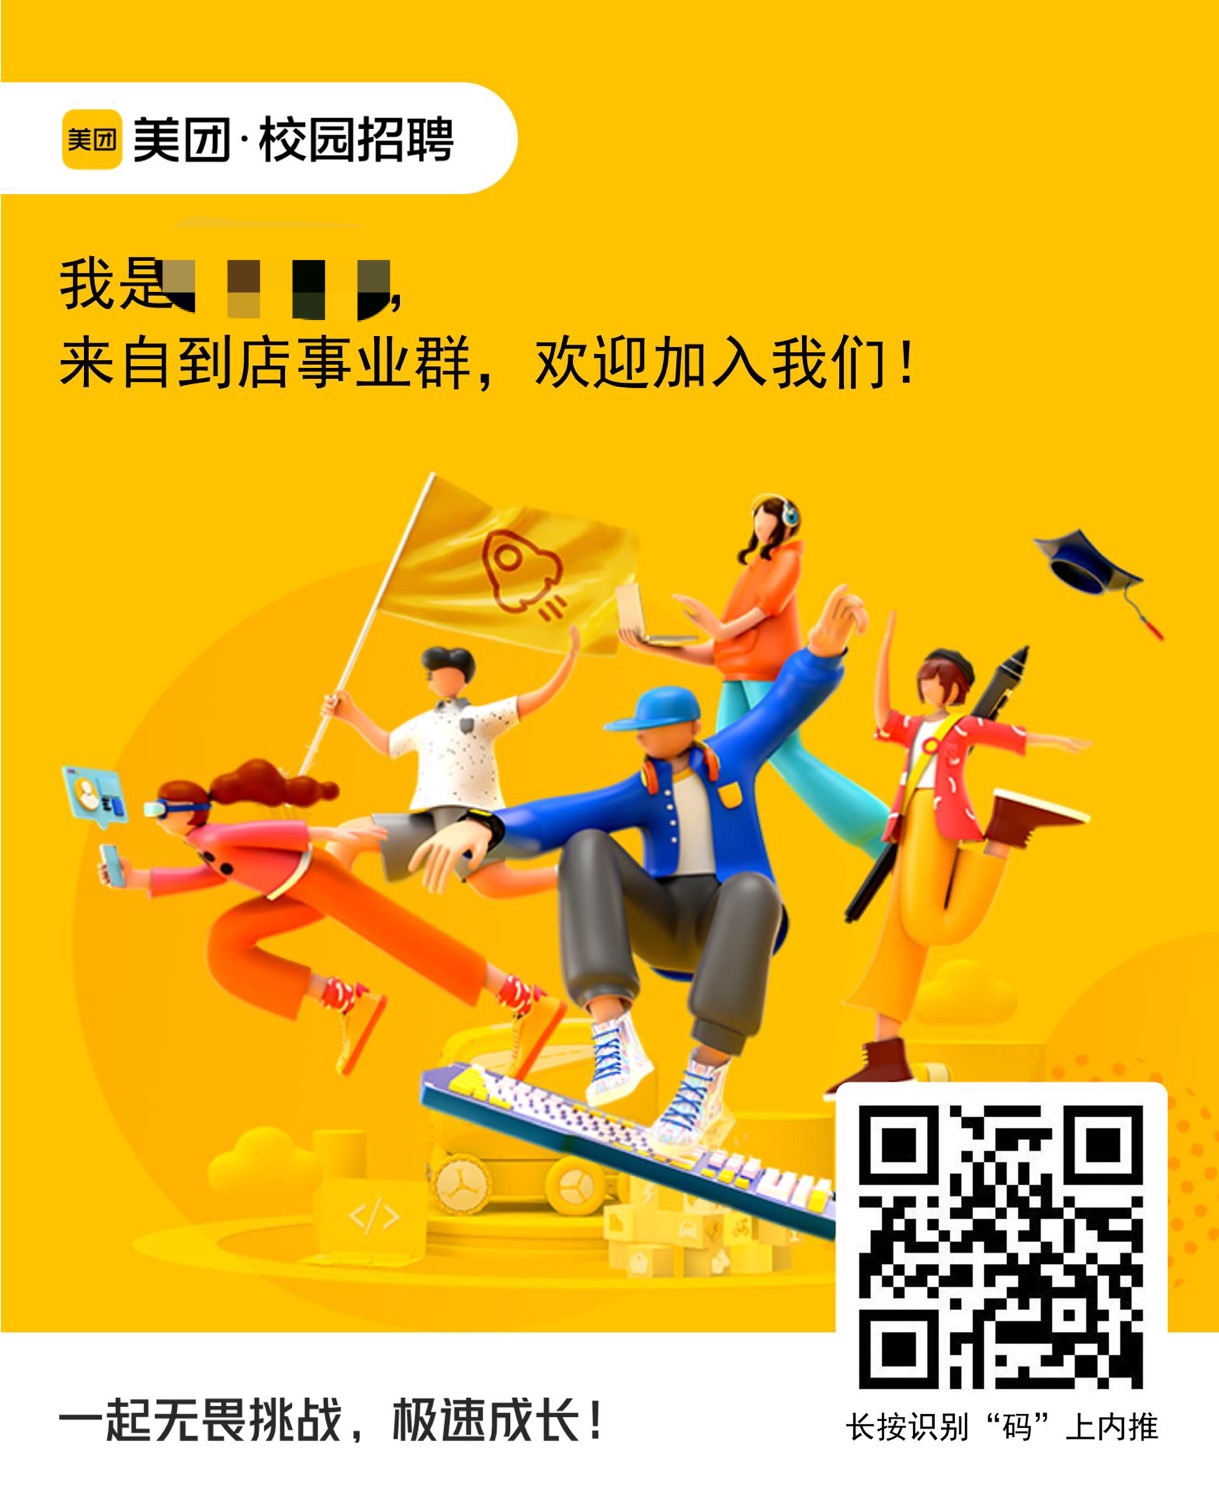 美团 美团·校园招聘
我是,
来自到店事业群，欢迎加入我们！
</>
一起无畏挑战，极速成长！
长按识别“码”上内推